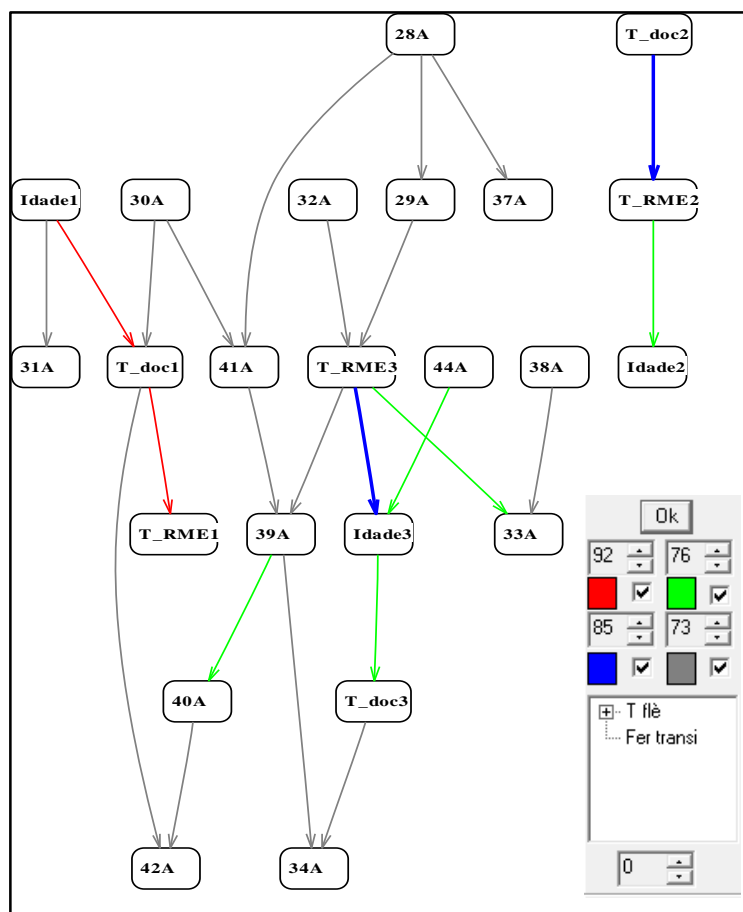 28A
T_doc2
Idade1
30A
32A
29A
37A
T_RME2
31A
T_doc1
41A
T_RME3
44A
38A
Idade2
T_RME1
39A
Idade3
33A
Ok
92
76
85
73
40A
T_doc3
T flè
Fer transi
42A
34A
0